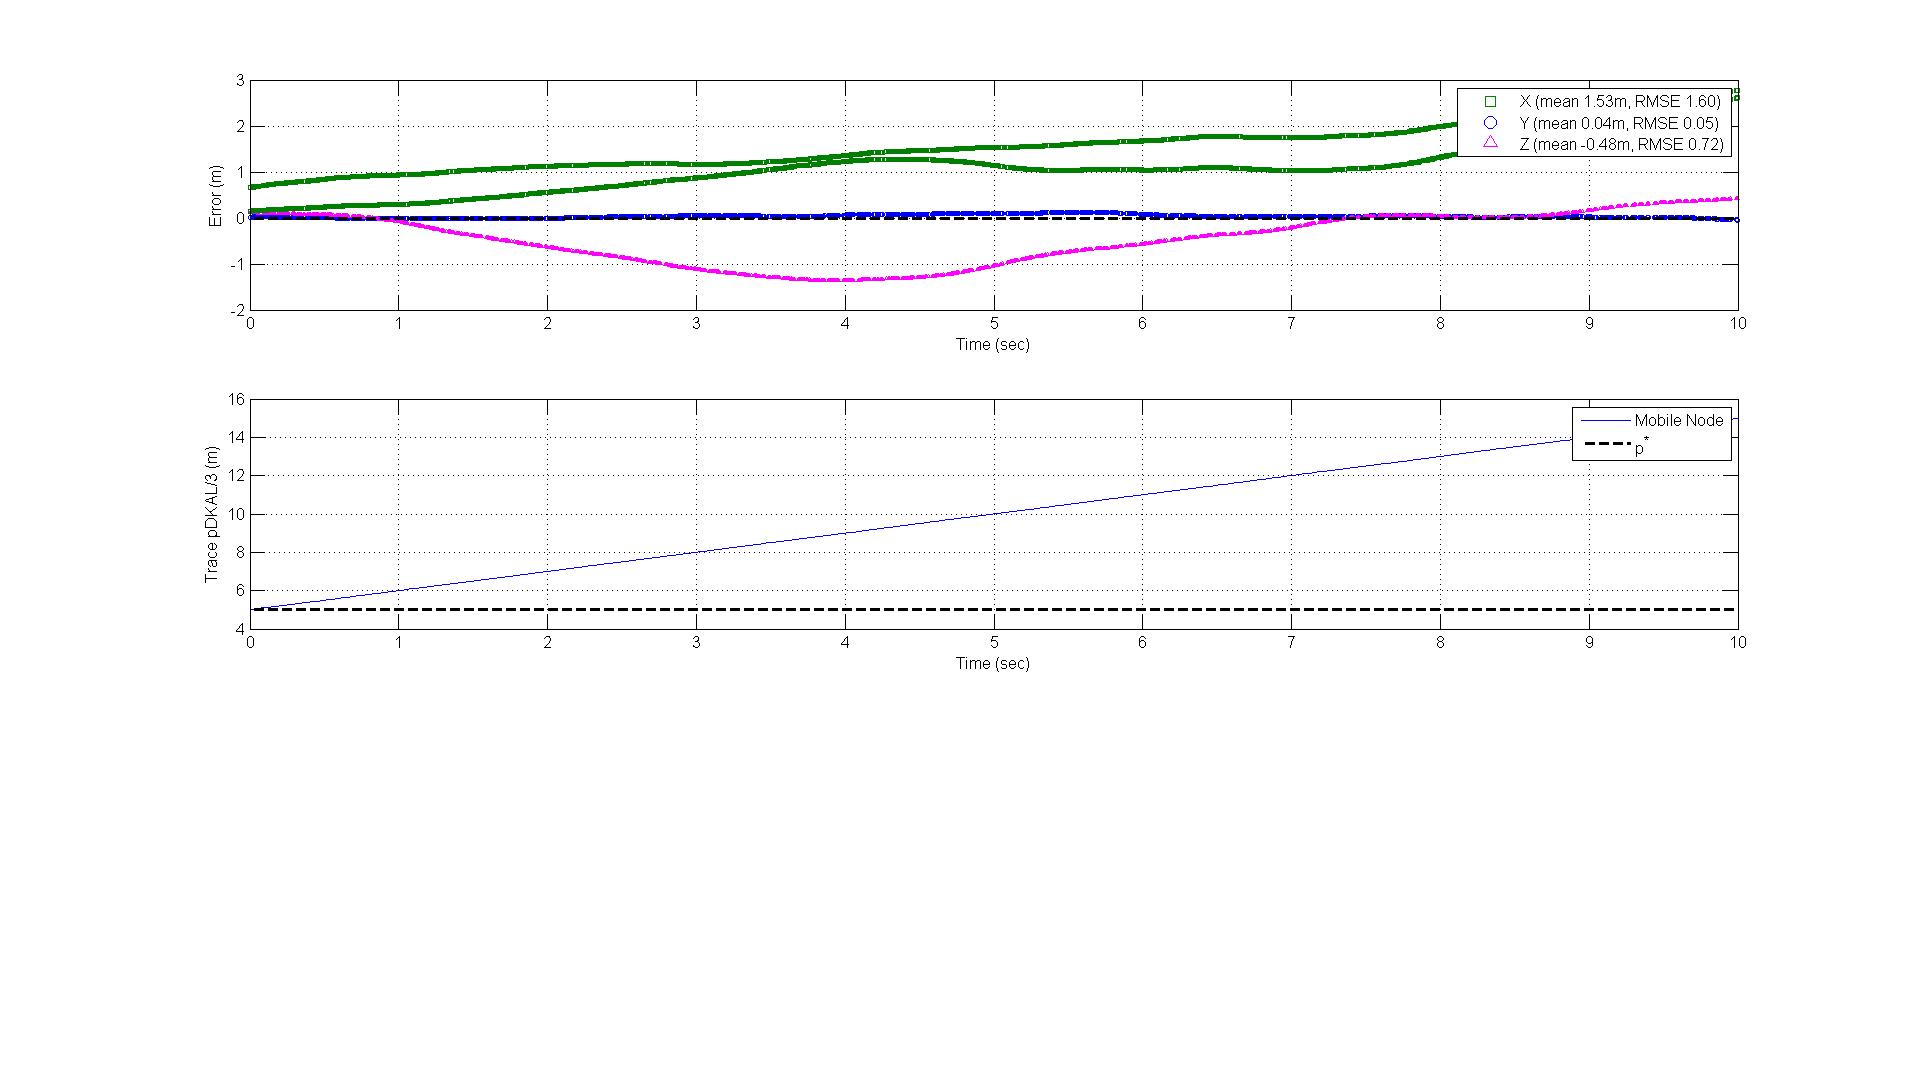 3
2
1
0
-1
-2
Error (m)
X (mean 1.53m, RMSE 1.60)
Y (mean 0.04m, RMSE 0.05)
Z (mean -0.48m, RMSE 0.72)
0 1 2 3 4 5 6 7 8 9 10
Time (sec)
16
14
12
10
8
6
4
Trace pDKAL/3 (m)
Mobile Node
p*
0 1 2 3 4 5 6 7 8 9 10
Time (sec)